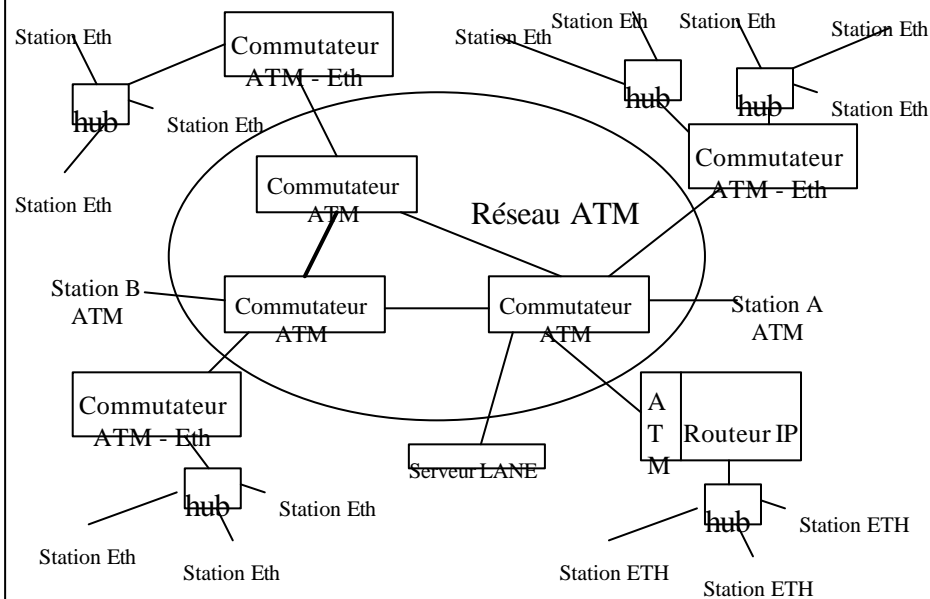 Station Eth
Station Eth
Station Eth
Station Eth
Station Eth
Commutateur
ATM - Eth
hub
Station Eth
hub
hub
Station Eth
Commutateur
ATM - Eth
Commutateur
ATM
Station Eth
Réseau ATM
Station B
ATM
Commutateur
ATM
Commutateur
ATM
Station A
ATM
Commutateur
ATM - Eth
A
T
M
Routeur IP
Serveur LANE
hub
Station Eth
hub
Station ETH
Station Eth
Station Eth
Station ETH
Station ETH